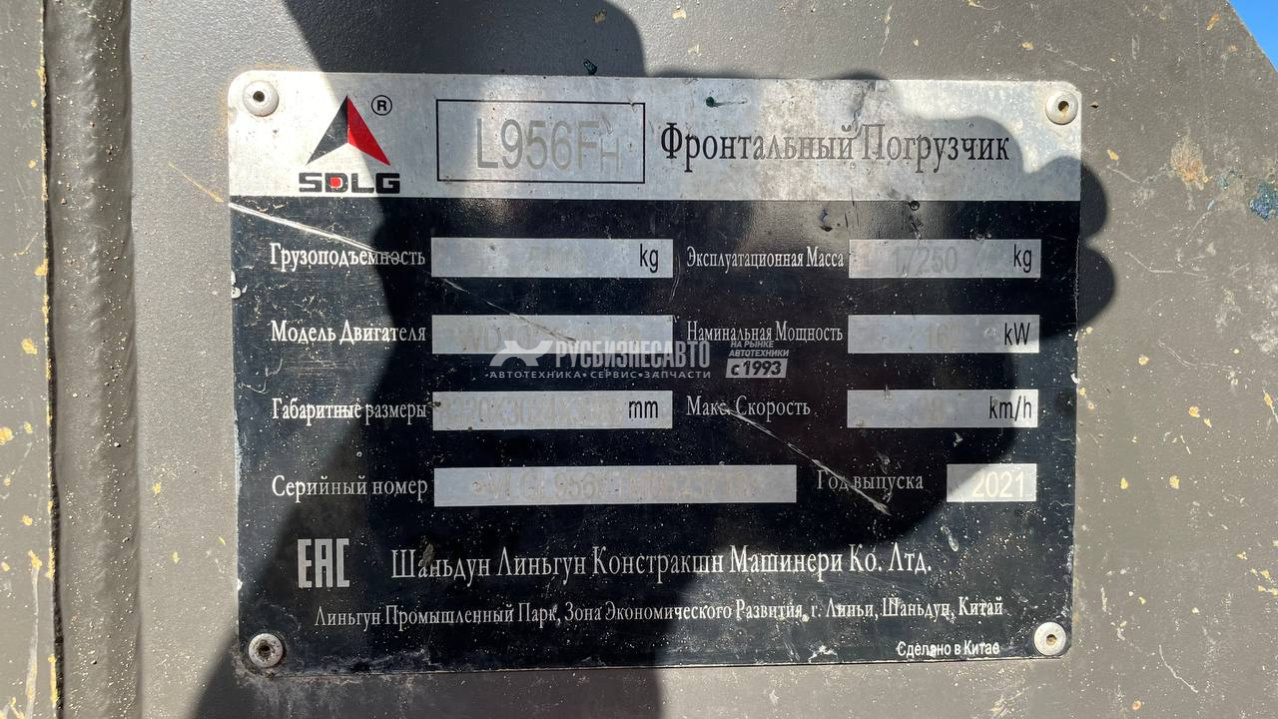 ®
SDLG
L956FH Фронтальный Погрузчик
Грузоподъемность kg Эксплуатационная Масса 17250 kg
Модель Двигателя Наминальная Мощность kW
РУСБИЗНЕСАВТО НА РЫНКЕ АВТОТЕХНИКИ с 1993
•АВТОТЕХНИКА•СЕРВИС•ЗАПЧАСТИ
Габаритные размеры mm Макс. Скорость km/h
Серийный номер Год выпуска 2021
EAC Шаньдун Линьгун Констракшн Машинери Ко. Лтд.
Линьгун Промышленный Парк, Зона Экономического Развития, г. Линьи, Шаньдун, Китай
Сделано в Китае